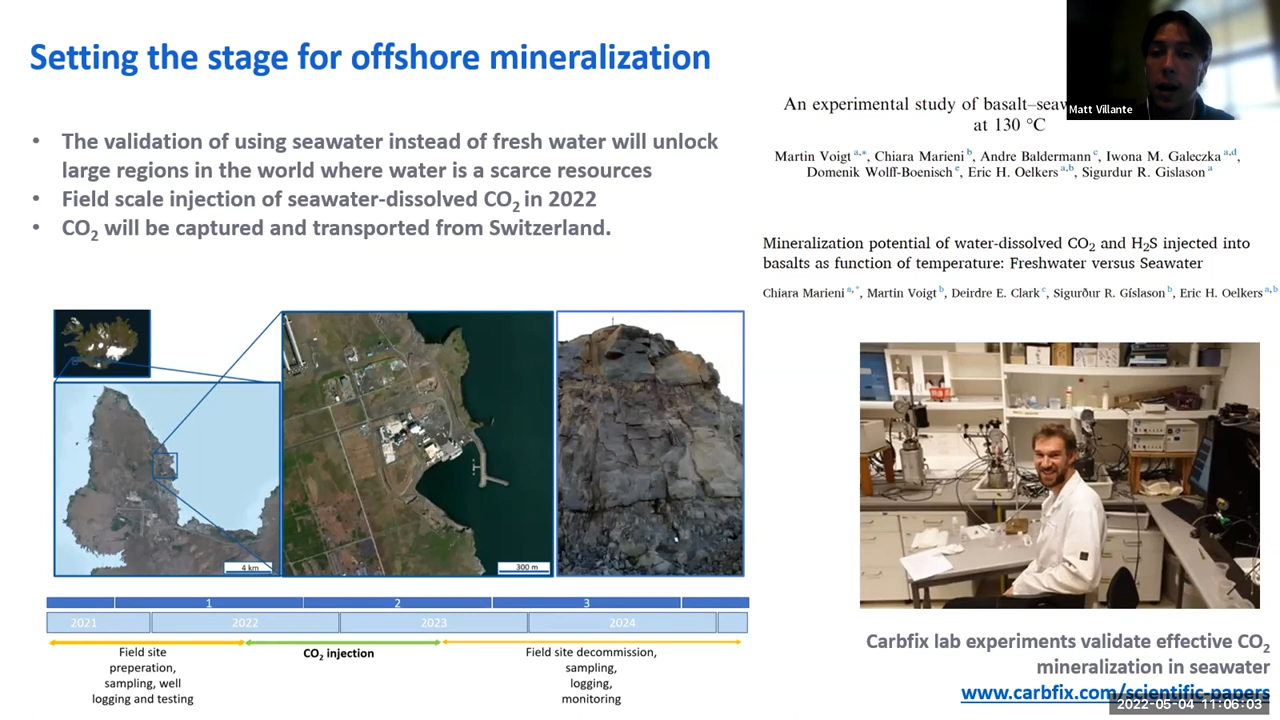 Setting the stage for offshore mineralization
• The validation of using seawater instead of fresh water will unlock
large regions in the world where water is a scarce resources
• Field scale injection of seawater-dissolved CO2 in 2022
• CO2 will be captured and transported from Switzerland.
An experimental study of basalt–seaw
at 130 °C
Martin Voigt a,*, Chiara Marieni b, Andre Baldermann c, Iwona M. Galeczka a,d,
Domenik Wolff-Boenisch e, Eric H. Oelkers a,b, Sigurdur R. Gislason a
Matt Villante
Mineralization potential of water-dissolved CO2 and H2S injected into
basalts as function of temperature: Freshwater versus Seawater
Chiara Marieni a,*, Martin Voigt b, Deirdre E. Clark c, Sigurður R. Gíslason b, Eric H. Oelkers a,b
4 km
300 m
1 2 3
2021 2022 2023 2024
Field site
preperation,
sampling, well
logging and testing
CO2 injection
Field site decommission,
sampling,
logging,
monitoring
Carbfix lab experiments validate effective CO2
mineralization in seawater
www.carbfix.com/scientific-papers
2022-05-04 11:06:03